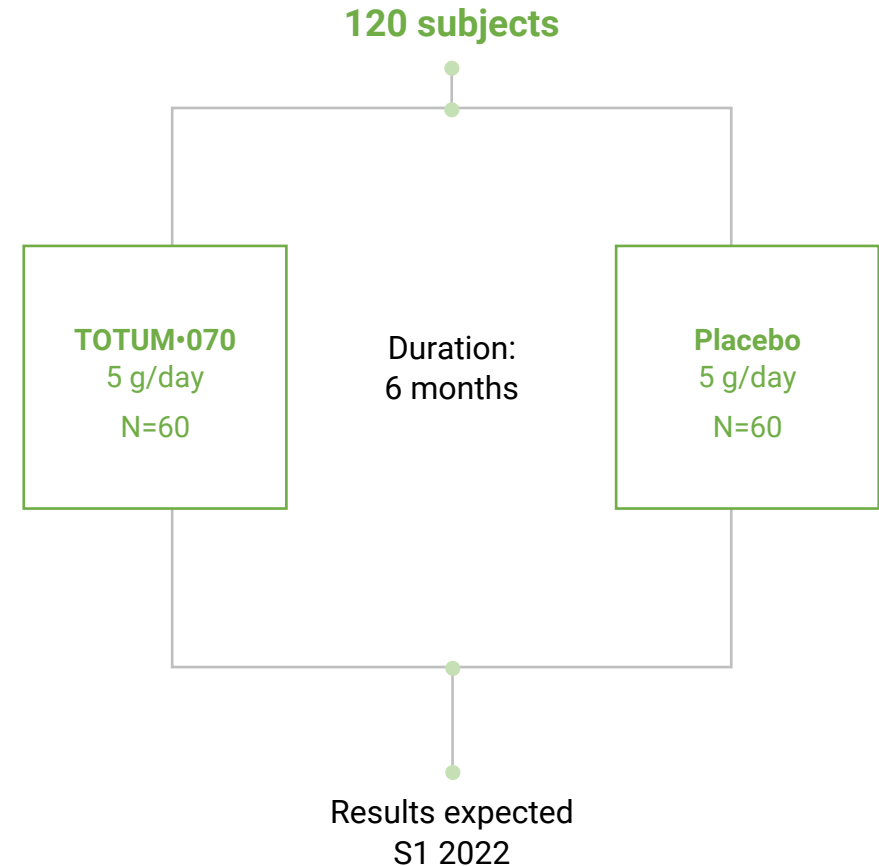 120 subjects
TOTUM•070
5 g/day
N=60
Duration:
6 months
Placebo
5 g/day
N=60
Results expected
S1 2022